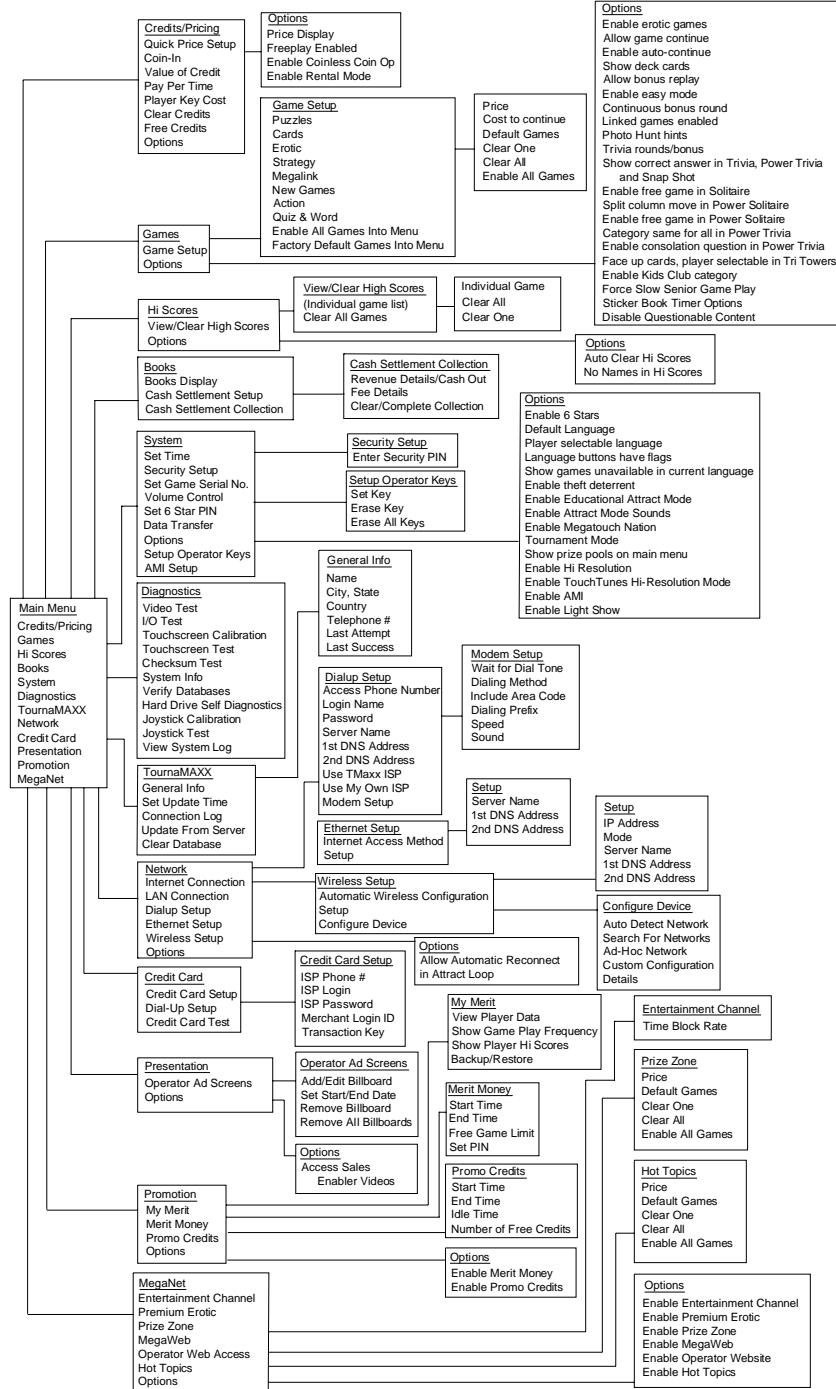 Credits/Pricing
Quick Price Setup
Coin-In
Value of Credit
Pay Per Time
Player Key Cost
Clear Credits
Free Credits
Options
Options
Price Display
Freeplay Enabled
Enable Coinless Coin Op
Enable Rental Mode
Game Setup
Puzzles
Cards
Erotic
Strategy
Megalink
New Games
Action
Quiz & Word
Enable All Games Into Menu
Factory Default Games Into Menu
Price
Cost to continue
Default Games
Clear One
Clear All
Enable All Games
Options
Enable erotic games
Allow game continue
Enable auto-continue
Show deck cards
Allow bonus replay
Enable easy mode
Continuous bonus round
Linked games enabled
Photo Hunt hints
Trivia rounds/bonus
Show correct answer in Trivia, Power Trivia
and Snap Shot
Enable free game in Solitaire
Split column move in Power Solitaire
Enable free game in Power Solitaire
Category same for all in Power Trivia
Enable consolation question in Power Trivia
Face up cards, player selectable in Tri Towers
Enable Kids Club category
Force Slow Senior Game Play
Sticker Book Timer Options
Disable Questionable Content
Games
Game Setup
Options
Hi Scores
View/Clear High Scores
Options
View/Clear High Scores
(Individual game list)
Clear All Games
Individual Game
Clear All
Clear One
Options
Auto Clear Hi Scores
No Names in Hi Scores
Books
Books Display
Cash Settlement Setup
Cash Settlement Collection
Cash Settlement Collection
Revenue Details/Cash Out
Fee Details
Clear/Complete Collection
System
Set Time
Security Setup
Set Game Serial No.
Volume Control
Set 6 Star PIN
Data Transfer
Options
Setup Operator Keys
AMI Setup
Security Setup
Enter Security PIN
Setup Operator Keys
Set Key
Erase Key
Erase All Keys
Options
Enable 6 Stars
Default Language
Player selectable language
Language buttons have flags
Show games unavailable in current language
Enable theft deterrent
Enable Educational Attract Mode
Enable Attract Mode Sounds
Enable Megatouch Nation
Tournament Mode
Show prize pools on main menu
Enable Hi Resolution
Enable TouchTunes Hi-Resolution Mode
Enable AMI
Enable Light Show
Main Menu
Credits/Pricing
Games
Hi Scores
Books
System
Diagnostics
TournaMAXX
Network
Credit Card
Presentation
Promotion
MegaNet
Diagnostics
Video Test
I/O Test
Touchscreen Calibration
Touchscreen Test
Checksum Test
System Info
Verify Databases
Hard Drive Self Diagnostics
Joystick Calibration
Joystick Test
View System Log
General Info
Name
City, State
Country
Telephone #
Last Attempt
Last Success
TournaMAXX
General Info
Set Update Time
Connection Log
Update From Server
Clear Database
Dialup Setup
Access Phone Number
Login Name
Password
Server Name
1st DNS Address
2nd DNS Address
Use TMaxx ISP
Use My Own ISP
Modem Setup
Modem Setup
Wait for Dial Tone
Dialing Method
Include Area Code
Dialing Prefix
Speed
Sound
Ethernet Setup
Internet Access Method
Setup
Setup
Server Name
1st DNS Address
2nd DNS Address
Network
Internet Connection
LAN Connection
Dialup Setup
Ethernet Setup
Wireless Setup
Options
Wireless Setup
Automatic Wireless Configuration
Setup
Configure Device
Setup
IP Address
Mode
Server Name
1st DNS Address
2nd DNS Address
Configure Device
Auto Detect Network
Search For Networks
Ad-Hoc Network
Custom Configuration
Details
Options
Allow Automatic Reconnect
in Attract Loop
Credit Card
Credit Card Setup
Dial-Up Setup
Credit Card Test
Credit Card Setup
ISP Phone #
ISP Login
ISP Password
Merchant Login ID
Transaction Key
My Merit
View Player Data
Show Game Play Frequency
Show Player Hi Scores
Backup/Restore
Entertainment Channel
Time Block Rate
Presentation
Operator Ad Screens
Options
Operator Ad Screens
Add/Edit Billboard
Set Start/End Date
Remove Billboard
Remove All Billboards
Options
Access Sales
Enabler Videos
Merit Money
Start Time
End Time
Free Game Limit
Set PIN
Prize Zone
Price
Default Games
Clear One
Clear All
Enable All Games
Promotion
My Merit
Merit Money
Promo Credits
Options
Promo Credits
Start Time
End Time
Idle Time
Number of Free Credits
Hot Topics
Price
Default Games
Clear One
Clear All
Enable All Games
Options
Enable Merit Money
Enable Promo Credits
MegaNet
Entertainment Channel
Premium Erotic
Prize Zone
MegaWeb
Operator Web Access
Hot Topics
Options
Options
Enable Entertainment Channel
Enable Premium Erotic
Enable Prize Zone
Enable MegaWeb
Enable Operator Website
Enable Hot Topics